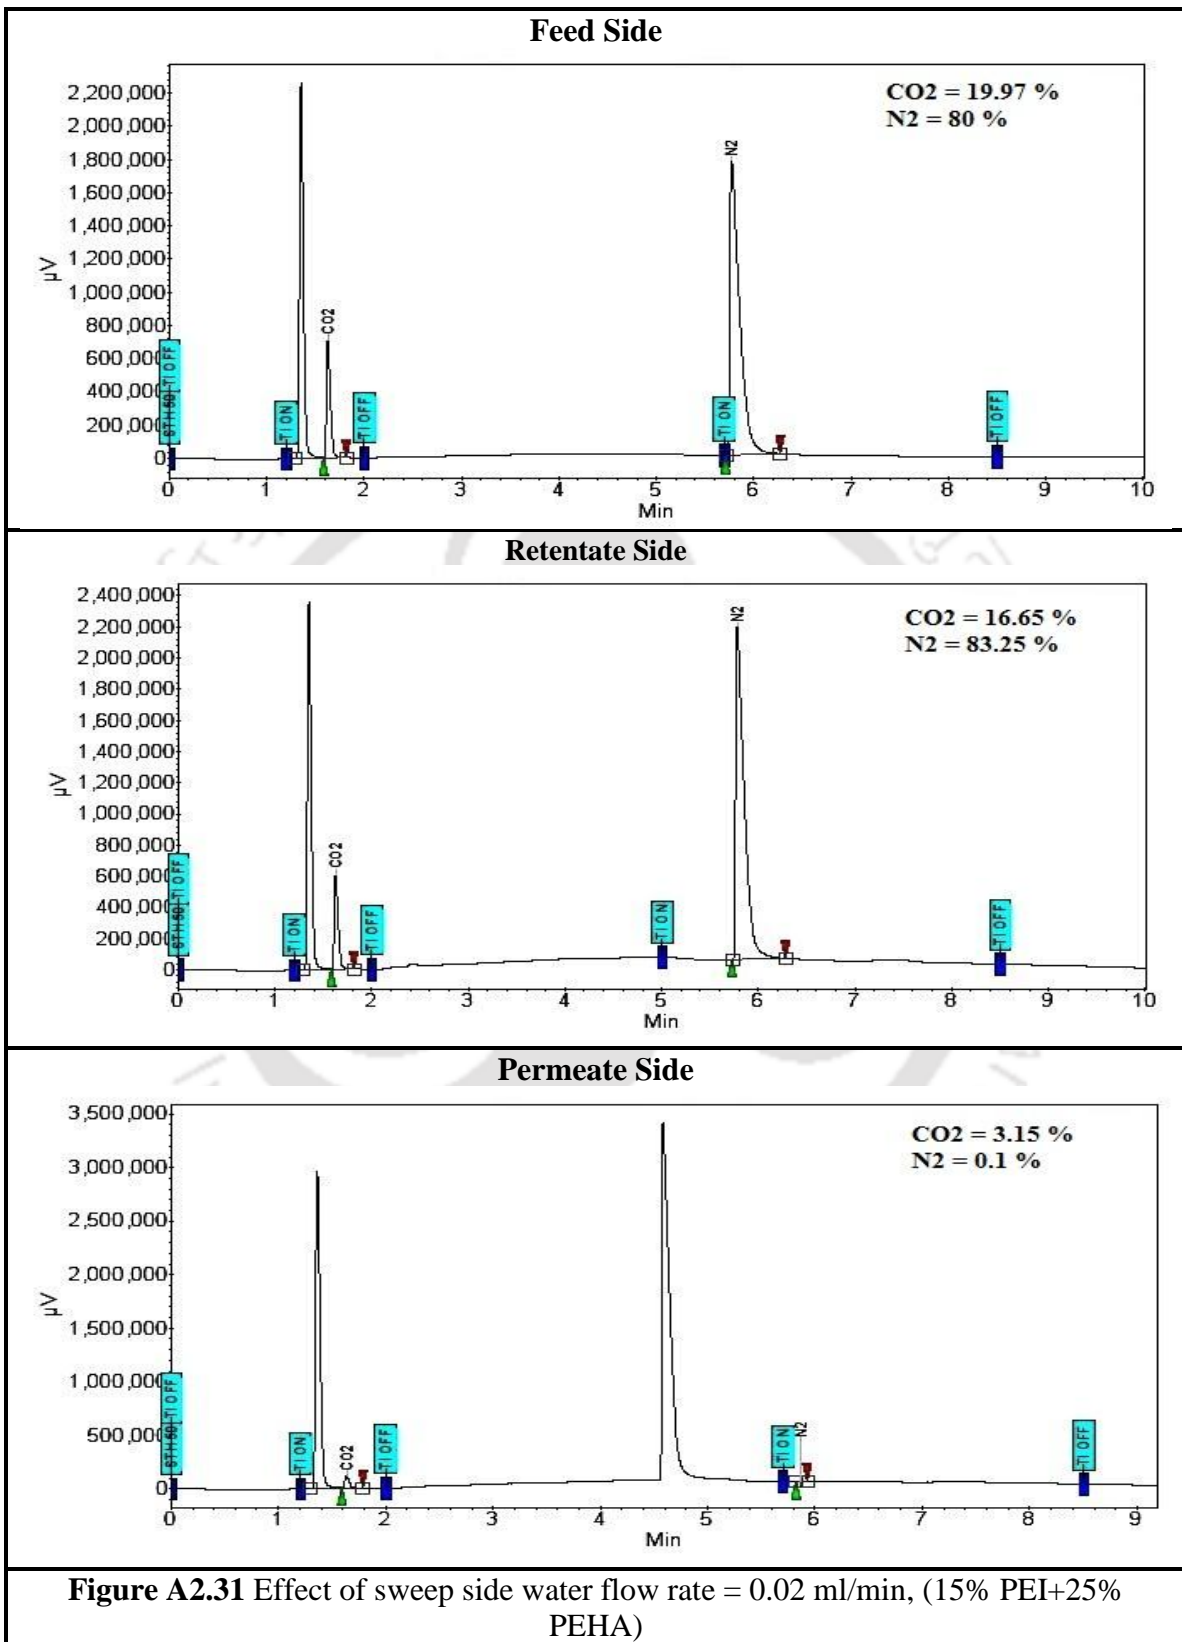 Feed Side
CO2 = 19.97 %
N2 = 80 %
2,200,000
2,000,000
1,800,000
1,600,000
1,400,000
1,200,000
1,000,000
800,000
600,000
400,000
200,000
0
µV
STH50 TI OFF
TI ON
CO2
TI OFF
TI ON
N2
TI OFF
0 1 2 3 4 5 6 7 8 9 10
Min
Retentate Side
CO2 = 16.65 %
N2 = 83.25 %
2,400,000
2,200,000
2,000,000
1,800,000
1,600,000
1,400,000
1,200,000
1,000,000
800,000
600,000
400,000
200,000
0
µV
STH50 TI OFF
TI ON
CO2
TI OFF
TI ON
N2
TI OFF
0 1 2 3 4 5 6 7 8 9 10
Min
Permeate Side
CO2 = 3.15 %
N2 = 0.1 %
3,500,000
3,000,000
2,500,000
2,000,000
1,500,000
1,000,000
500,000
0
µV
STH50 TI OFF
TI ON
CO2
TI OFF
TI ON
N2
TI OFF
0 1 2 3 4 5 6 7 8 9
Min
Figure A2.31 Effect of sweep side water flow rate = 0.02 ml/min, (15% PEI+25%
PEHA)